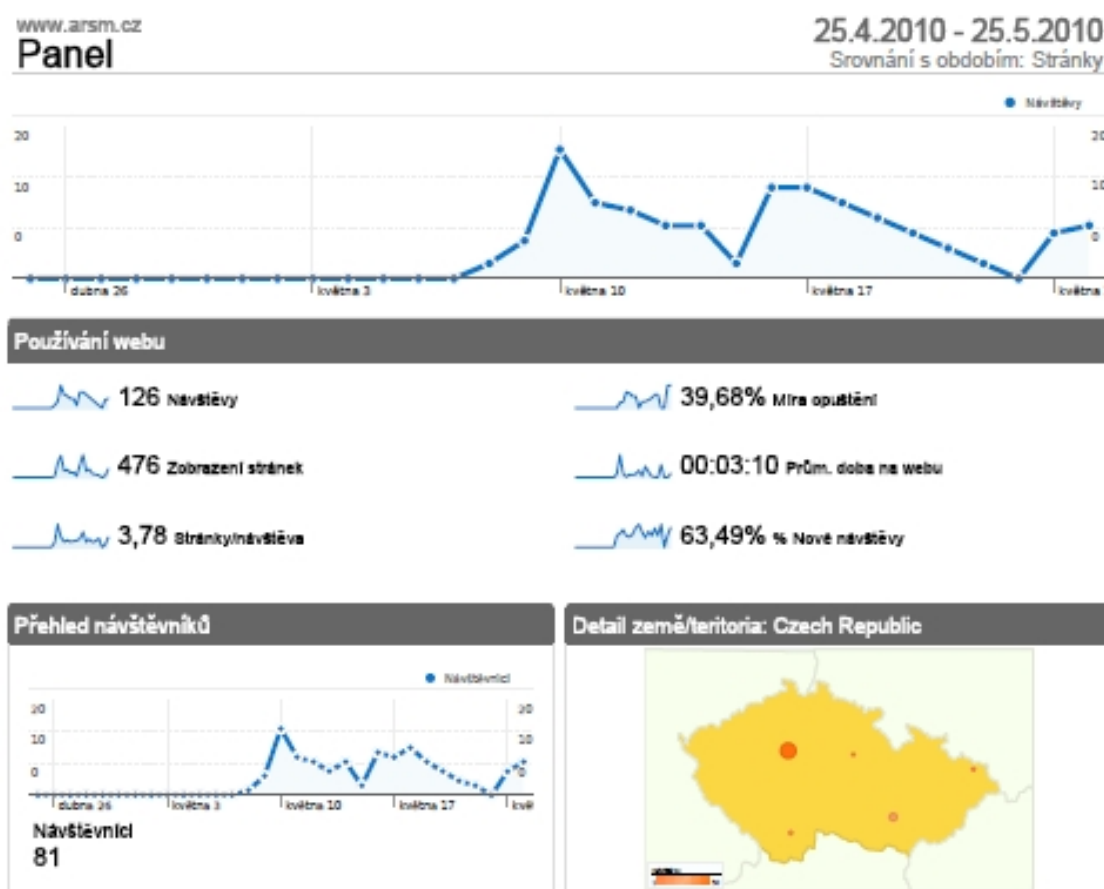 www.arsm.cz
Panel
25.4.2010 - 25.5.2010
Srovnání s obdobím: Stránky
Návštěvy
20
20
10
10
0
0
dubna 26
května 3
května 10
května 17
května
Používání webu
126 Návštěvy
39,68% Míra opuštění
476 Zobrazení stránek
00:03:10 Prům. doba na webu
3,78 Stránky/návštěva
63,49% % Nové návštěvy
Přehled návštěvníků
Detail země/teritoria: Czech Republic
Návštěvníci
20
20
10
10
0
0
dubna 26
května 3
května 10
května 17
kvě
Návštěvníci
81